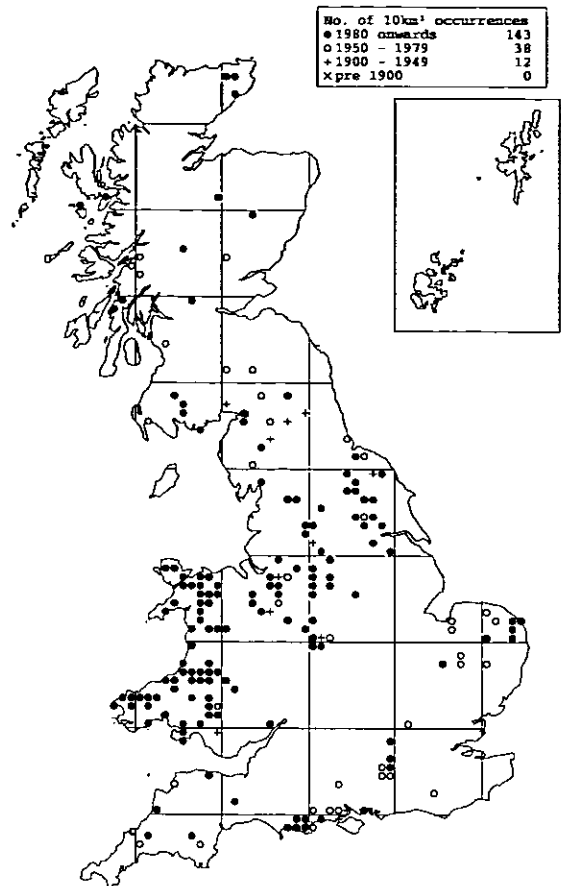 No. of 10km² occurrences
● 1980 onwards 143
○ 1950 - 1979 38
+ 1900 - 1949 12
× pre 1900 0